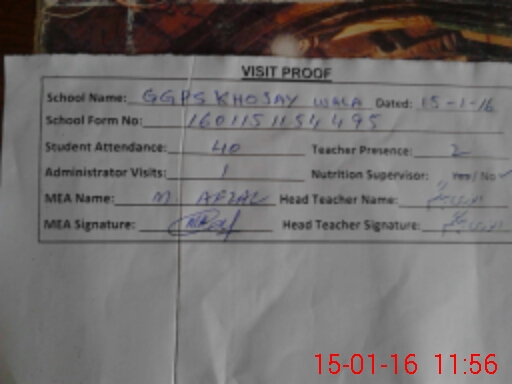 VISIT PROOF
School Name: GGPS KHOJAY WALA Dated: 15-1-16
School Form No:
Student Attendance: 40 Teacher Presence: 2
Administrator Visits: 1 Nutrition Supervisor: Yes / No ✓
MEA Name: M. AFZAL Head Teacher Name:
MEA Signature: Head Teacher Signature:
15-01-16 11:56